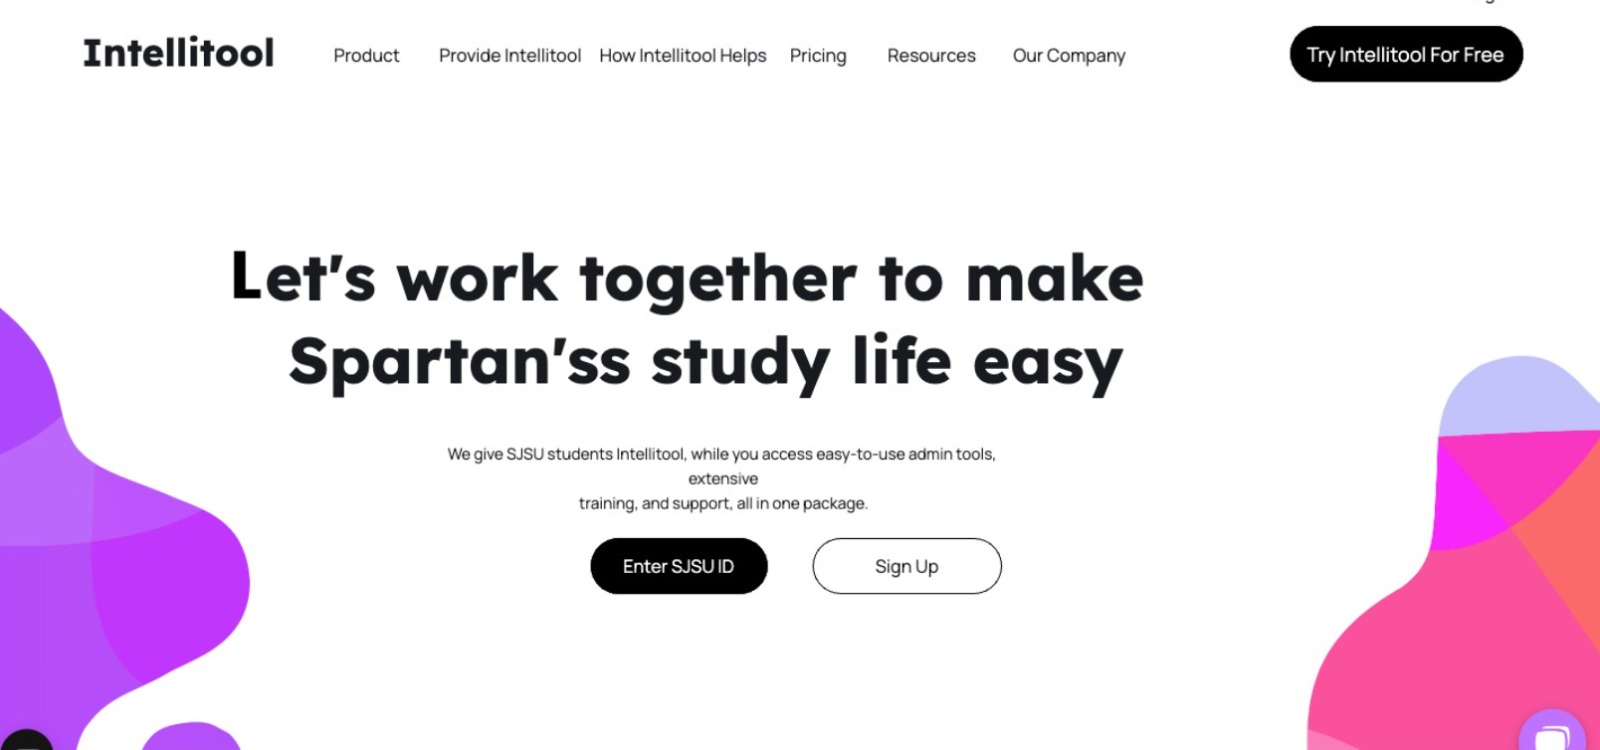 Intellitool
Product Provide Intellitool How Intellitool Helps Pricing Resources Our Company
Try Intellitool For Free
Let's work together to make
Spartan'ss study life easy
We give SJSU students Intellitool, while you access easy-to-use admin tools,
extensive
training, and support, all in one package.
Enter SJSU ID
Sign Up